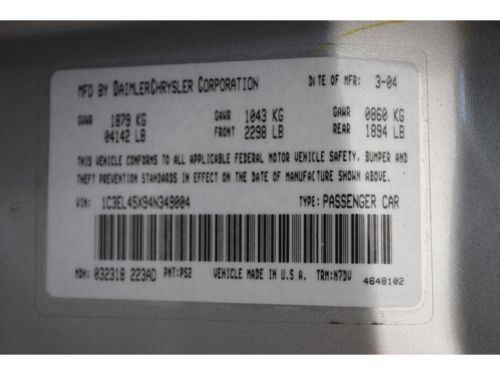 MFD BY DAIMLERCHRYSLER CORPORATION DATE OF MFR: 3-04
GVWR 1879 KG GAWR 1043 KG GAWR 0860 KG
04142 LB FRONT 2298 LB REAR 1894 LB
THIS VEHICLE CONFORMS TO ALL APPLICABLE FEDERAL MOTOR VEHICLE SAFETY, BUMPER AND
THEFT PREVENTION STANDARDS IN EFFECT ON THE DATE OF MANUFACTURE SHOWN ABOVE.
VIN: 1C3EL45X94N349004 TYPE: PASSENGER CAR
MDH: 032318 223AD PNT: PS2 VEHICLE MADE IN U.S.A. TRM: N7DV
4648102